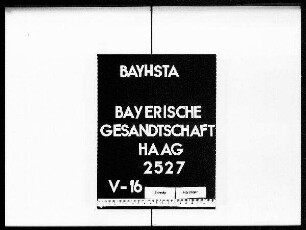 BAYHSTA
BAYERISCHE
GESANDTSCHAFT
HAAG
2527
V-16